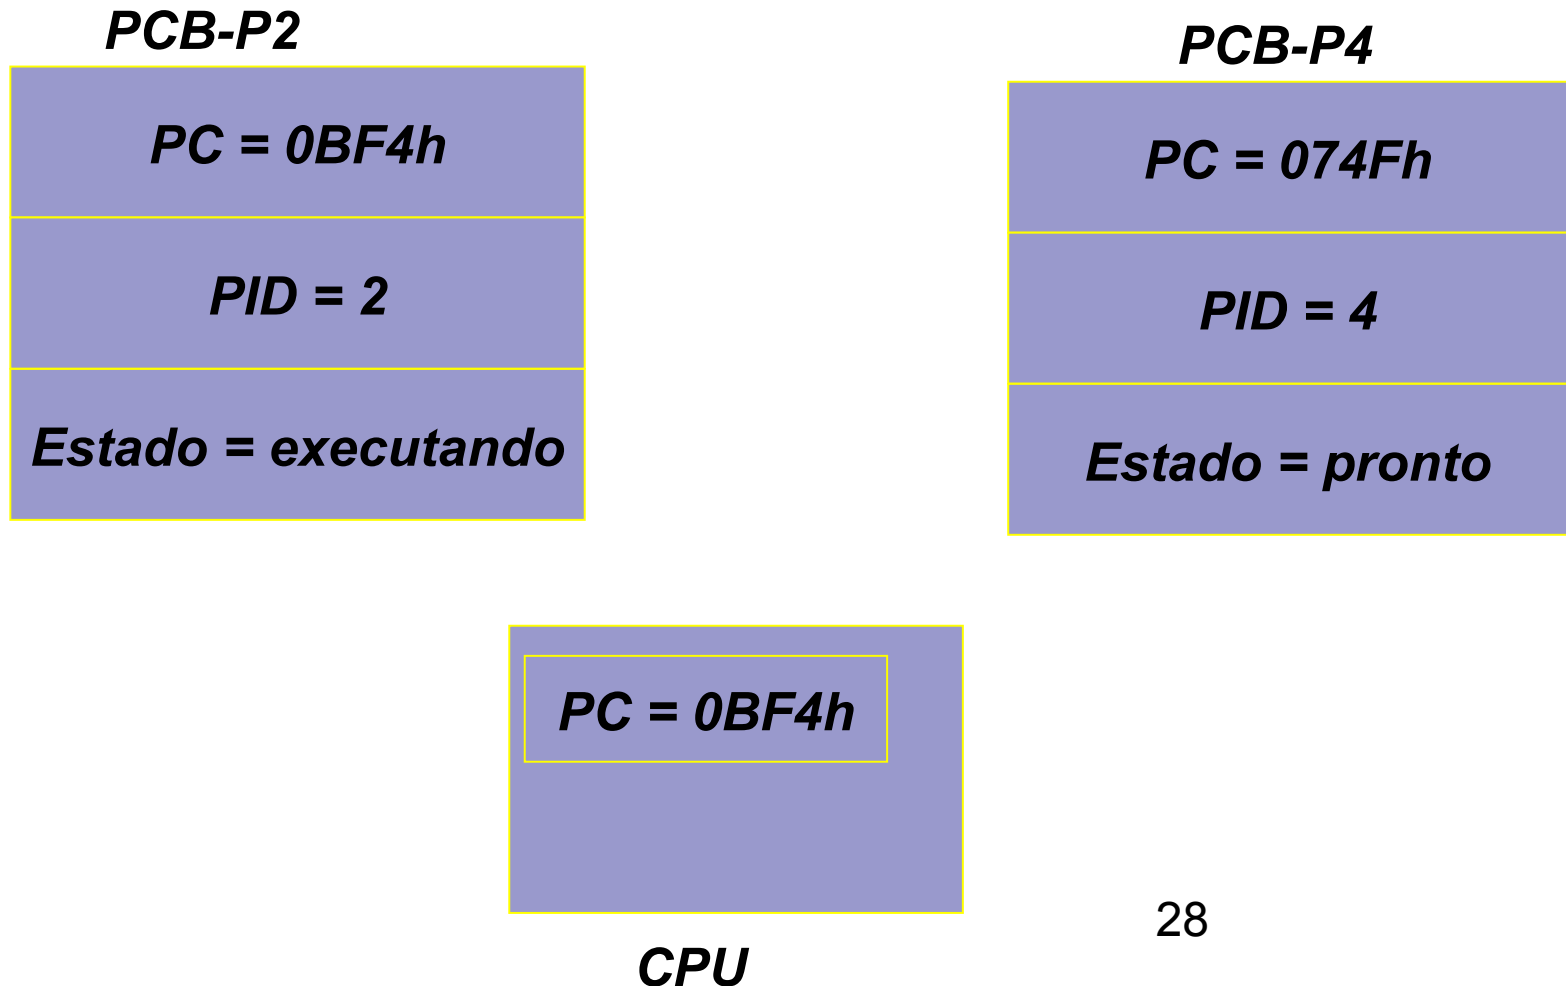 PCB-P2
PC = 0BF4h
PID = 2
Estado = executando
PCB-P4
PC = 074Fh
PID = 4
Estado = pronto
PC = 0BF4h
CPU
28